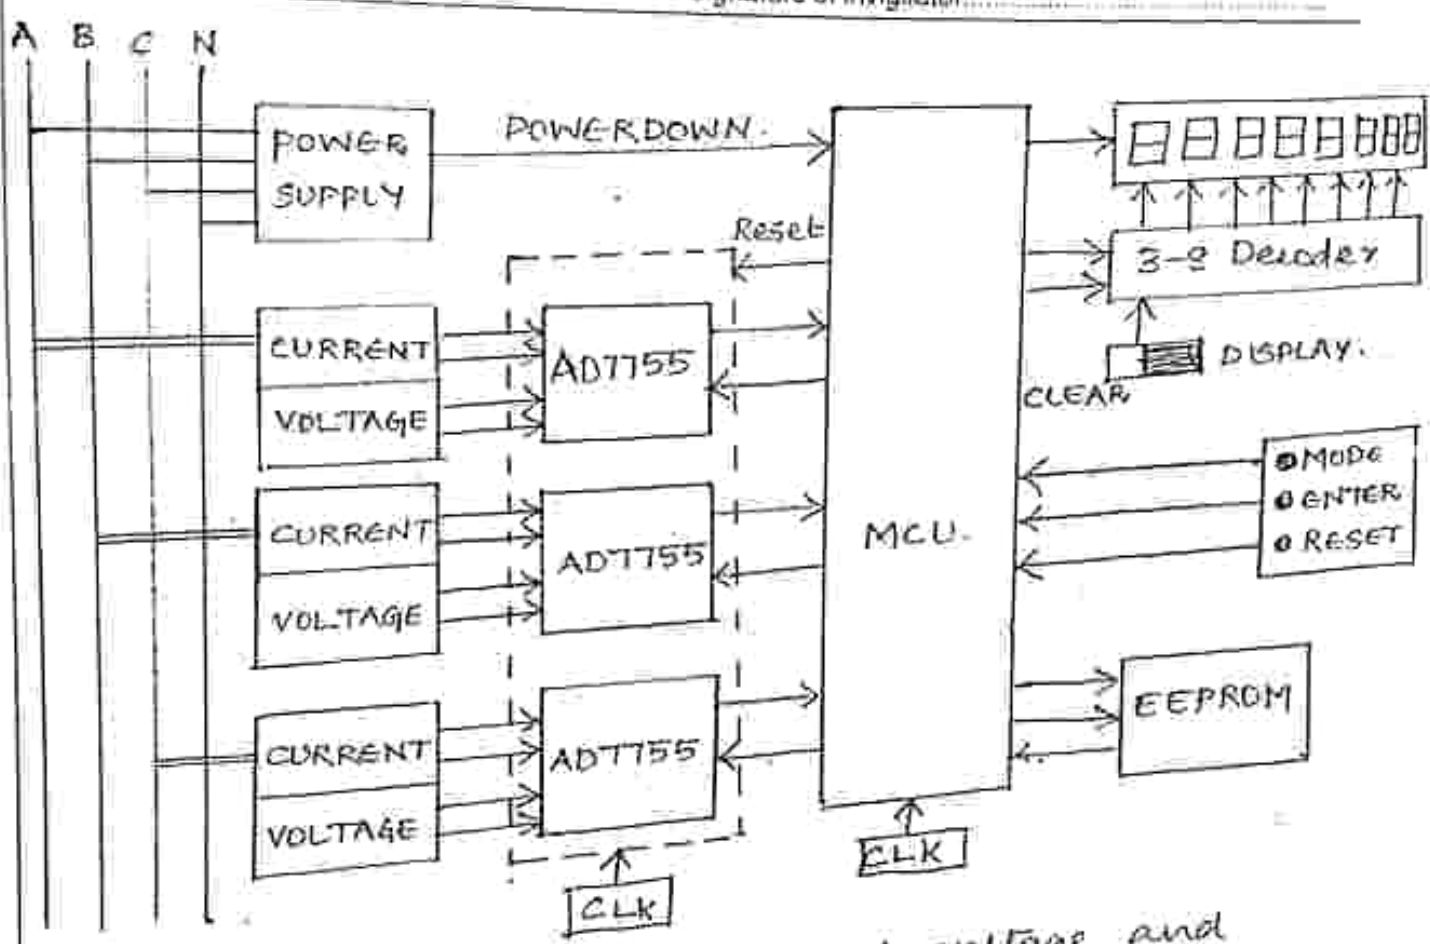 A B C N
POWER SUPPLY
POWERDOWN.
Reset
3-8 Decoder
DISPLAY.
CLEAR
CURRENT
VOLTAGE
AD7755
MODE
ENTER
RESET
MCU.
CURRENT
VOLTAGE
AD7755
EEPROM
CURRENT
VOLTAGE
AD7755
CLK
CLK
voltage and